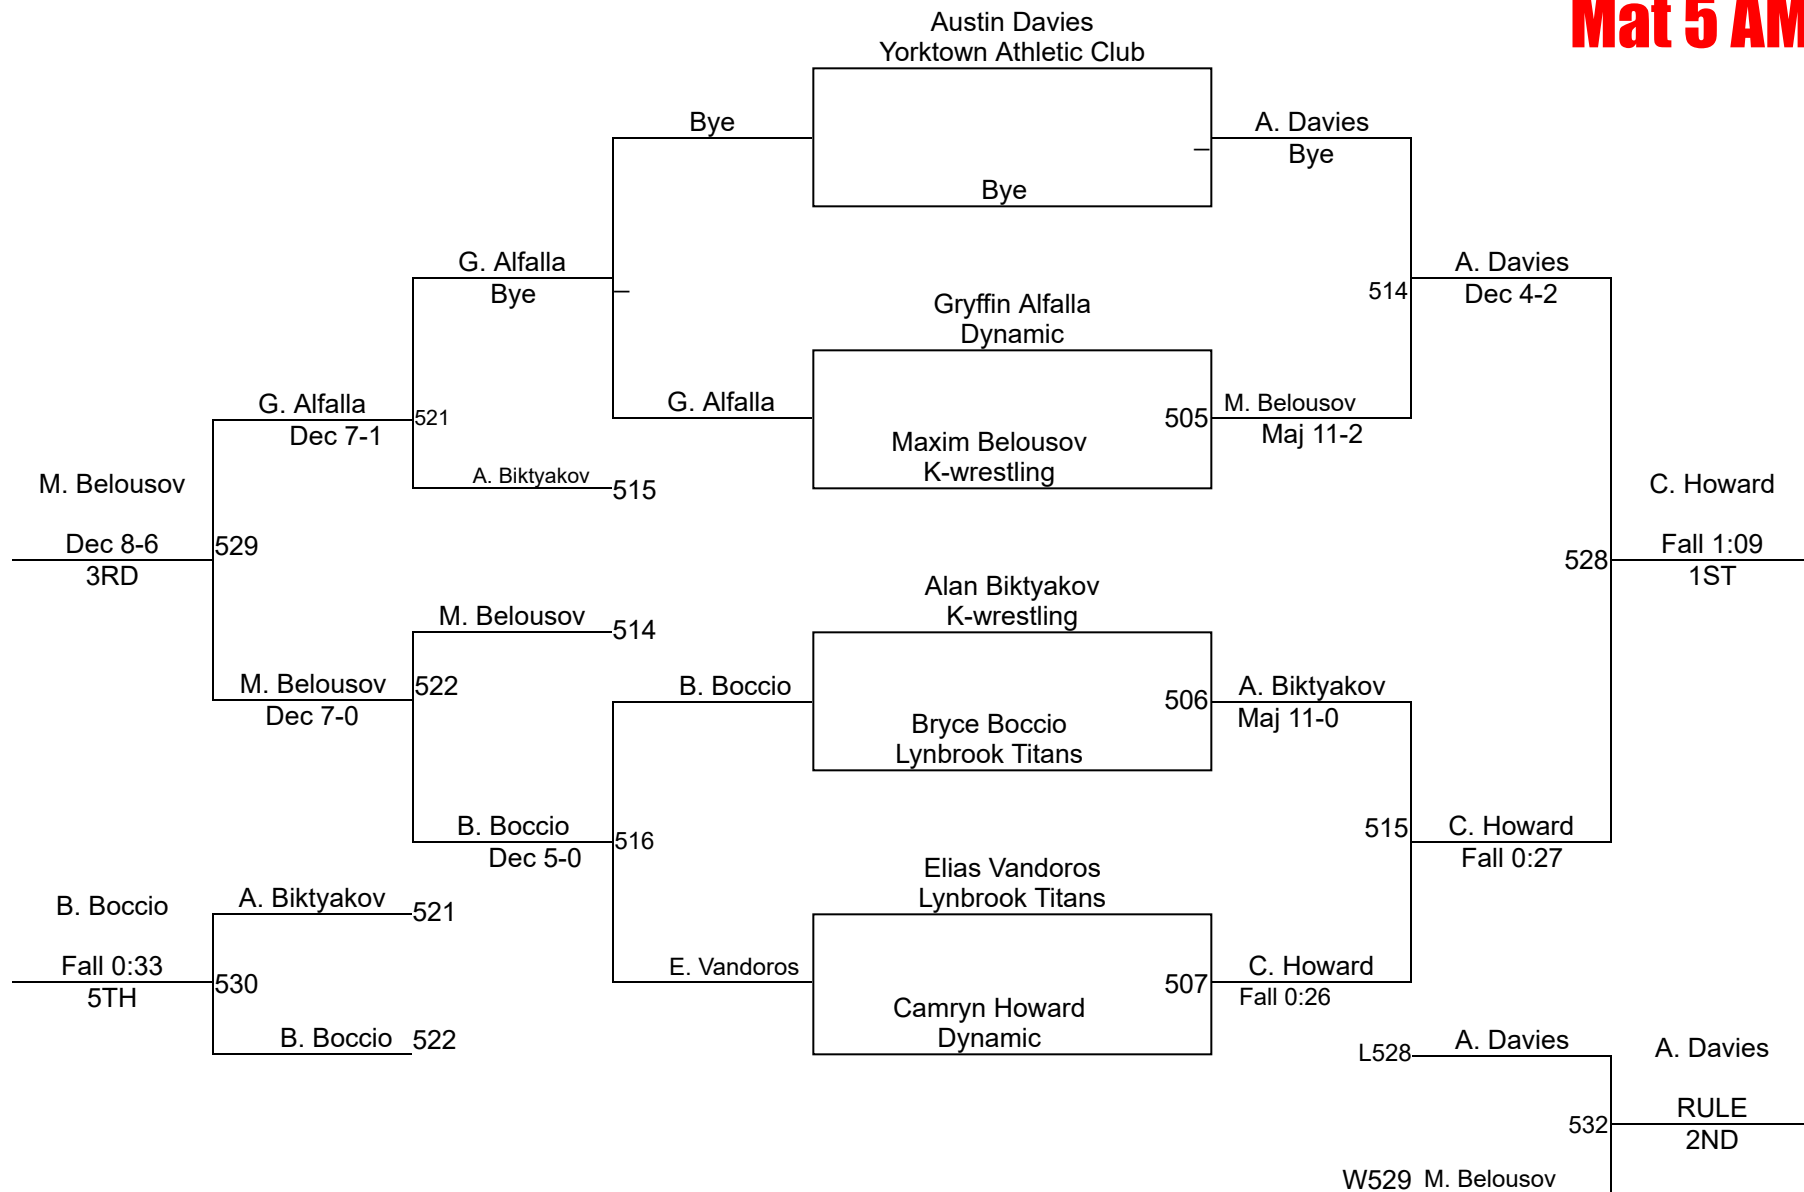 Mat 5 AM
Austin Davies
Yorktown Athletic Club
Bye
A. Davies
Bye
Bye
G. Alfalla
Bye
A. Davies
Dec 4-2
514
Gryffin Alfalla
Dynamic
G. Alfalla
Dec 7-1
521
G. Alfalla
505
M. Belousov
Maj 11-2
Maxim Belousov
K-wrestling
A. Biktyakov
515
M. Belousov
Dec 8-6
3RD
529
C. Howard
528
Fall 1:09
1ST
Alan Biktyakov
K-wrestling
M. Belousov
514
M. Belousov
Dec 7-0
522
B. Boccio
506
A. Biktyakov
Maj 11-0
Bryce Boccio
Lynbrook Titans
B. Boccio
Dec 5-0
516
515
C. Howard
Fall 0:27
Elias Vandoros
Lynbrook Titans
B. Boccio
A. Biktyakov
521
Fall 0:33
5TH
530
E. Vandoros
507
C. Howard
Fall 0:26
Camryn Howard
Dynamic
B. Boccio
522
L528
A. Davies
A. Davies
532
RULE
2ND
W529
M. Belousov